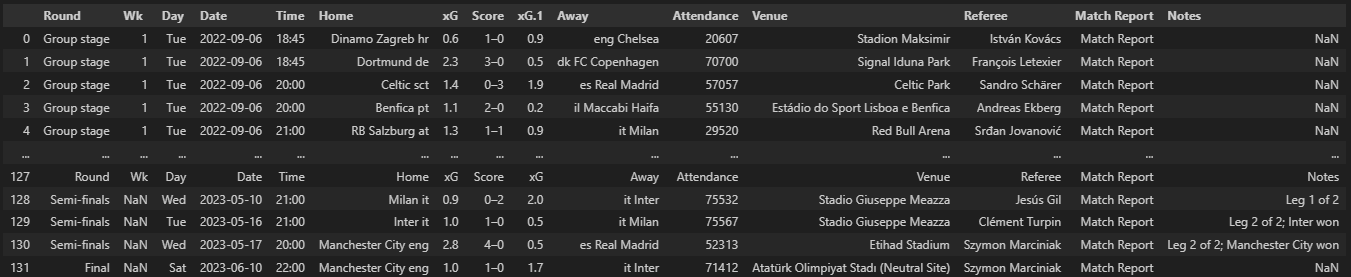 Round Wk Day Date Time Home xG Score xG.1 Away Attendance Venue Referee Match Report Notes
0 Group stage 1 Tue 2022-09-06 18:45 Dinamo Zagreb hr 0.6 1–0 0.9 eng Chelsea 20607 Stadion Maksimir István Kovács Match Report NaN
1 Group stage 1 Tue 2022-09-06 18:45 Dortmund de 2.3 3–0 0.5 dk FC Copenhagen 70700 Signal Iduna Park François Letexier Match Report NaN
2 Group stage 1 Tue 2022-09-06 20:00 Celtic sct 1.4 0–3 1.9 es Real Madrid 57057 Celtic Park Sandro Schärer Match Report NaN
3 Group stage 1 Tue 2022-09-06 20:00 Benfica pt 1.1 2–0 0.2 il Maccabi Haifa 55130 Estádio do Sport Lisboa e Benfica Andreas Ekberg Match Report NaN
4 Group stage 1 Tue 2022-09-06 21:00 RB Salzburg at 1.3 1–1 0.9 it Milan 29520 Red Bull Arena Srđan Jovanović Match Report NaN
... ... ... ... ... ... ... ... ... ... ... ... ... ... ... ...
127 Round Wk Day Date Time Home xG Score xG Away Attendance Venue Referee Match Report Notes
128 Semi-finals NaN Wed 2023-05-10 21:00 Milan it 0.9 0–2 2.0 it Inter 75532 Stadio Giuseppe Meazza Jesús Gil Match Report Leg 1 of 2
129 Semi-finals NaN Tue 2023-05-16 21:00 Inter it 1.0 1–0 0.5 it Milan 75567 Stadio Giuseppe Meazza Clément Turpin Match Report Leg 2 of 2; Inter won
130 Semi-finals NaN Wed 2023-05-17 20:00 Manchester City eng 2.8 4–0 0.5 es Real Madrid 52313 Etihad Stadium Szymon Marciniak Match Report Leg 2 of 2; Manchester City won
131 Final NaN Sat 2023-06-10 22:00 Manchester City eng 1.0 1–0 1.7 it Inter 71412 Atatürk Olimpiyat Stadı (Neutral Site) Szymon Marciniak Match Report NaN